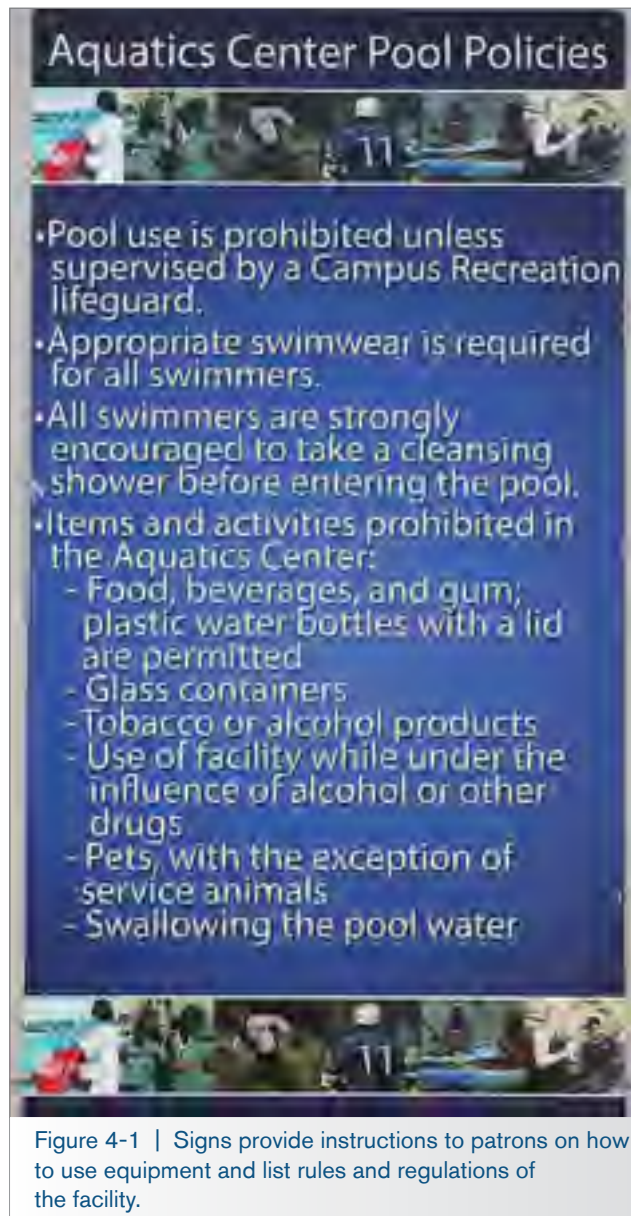 Aquatics Center Pool Policies
11
•Pool use is prohibited unless
supervised by a Campus Recreation
lifeguard.
•Appropriate swimwear is required
for all swimmers.
•All swimmers are strongly
encouraged to take a cleansing
shower before entering the pool.
•Items and activities prohibited in
the Aquatics Center:
- Food, beverages, and gum;
plastic water bottles with a lid
are permitted
- Glass containers
-Tobacco or alcohol products
- Use of facility while under the
influence of alcohol or other
drugs
- Pets, with the exception of
service animals
- Swallowing the pool water
11
Figure 4-1 | Signs provide instructions to patrons on how
to use equipment and list rules and regulations of
the facility.